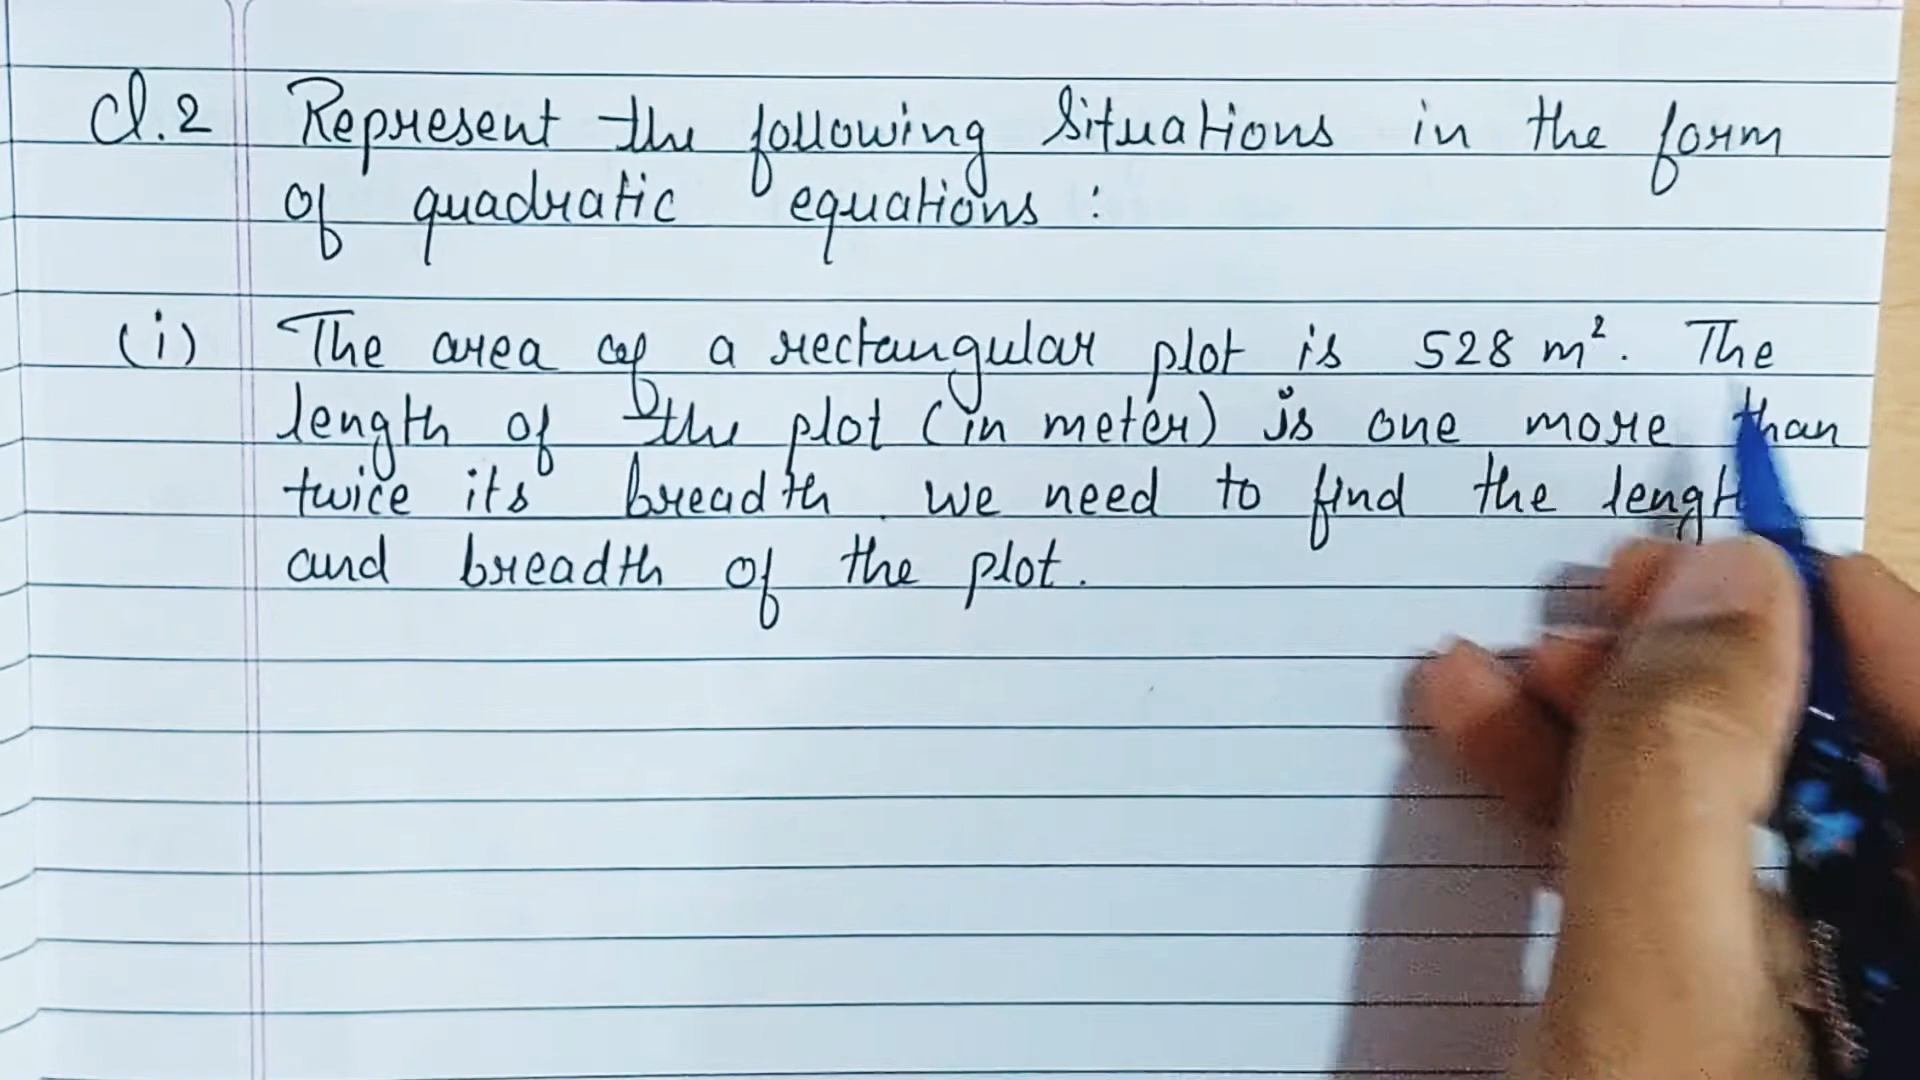 Q.2 Represent the following situations in the form
of quadratic equations :
(i) The area of a rectangular plot is 528 m². The
length of the plot (in meter) is one more than
twice its breadth. We need to find the length
and breadth of the plot.